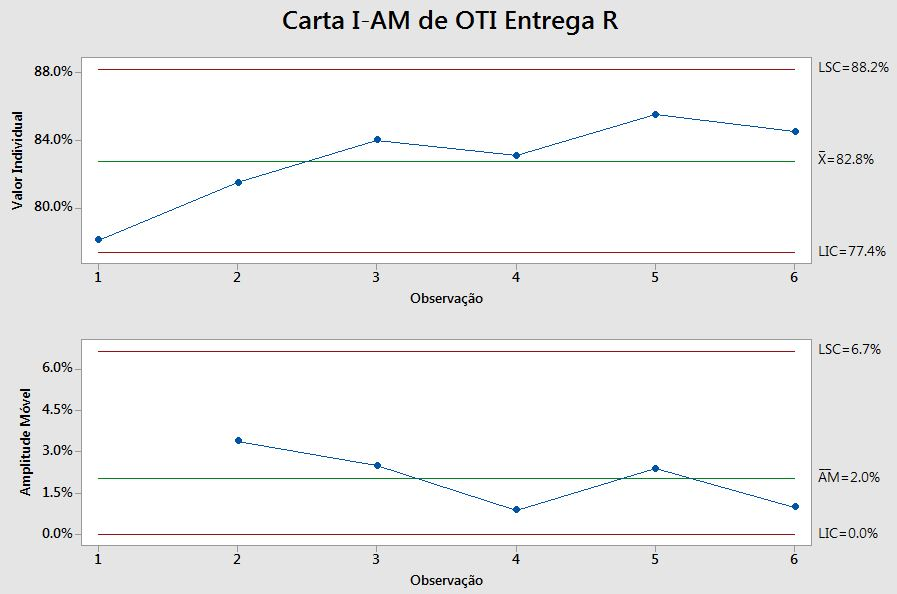 Carta I-AM de OTI Entrega R
Valor Individual
88.0%
84.0%
80.0%
LSC=88.2%
X̅=82.8%
LIC=77.4%
1 2 3 4 5 6
Observação
Amplitude Móvel
6.0%
4.5%
3.0%
1.5%
0.0%
LSC=6.7%
A̅M̅=2.0%
LIC=0.0%
1 2 3 4 5 6
Observação